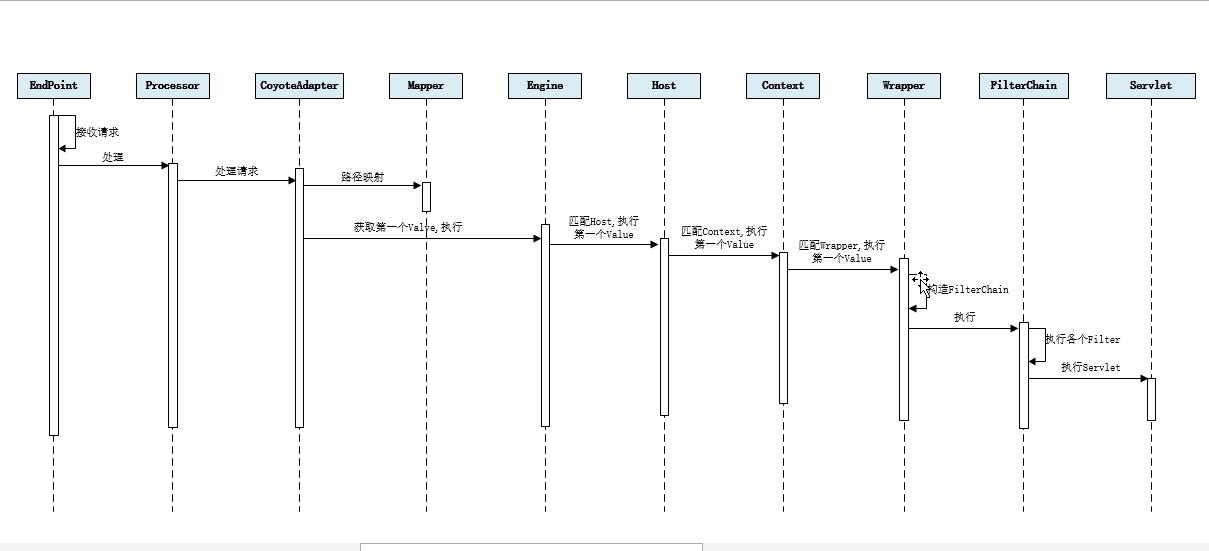 EndPoint
Processor
CoyoteAdapter
Mapper
Engine
Host
Context
Wrapper
FilterChain
Servlet
接收请求
处理
处理请求
路径映射
获取第一个Valve,执行
匹配Host,执行
第一个Value
匹配Context,执行
第一个Value
匹配Wrapper,执行
第一个Value
构造FilterChain
执行
执行各个Filter
执行Servlet